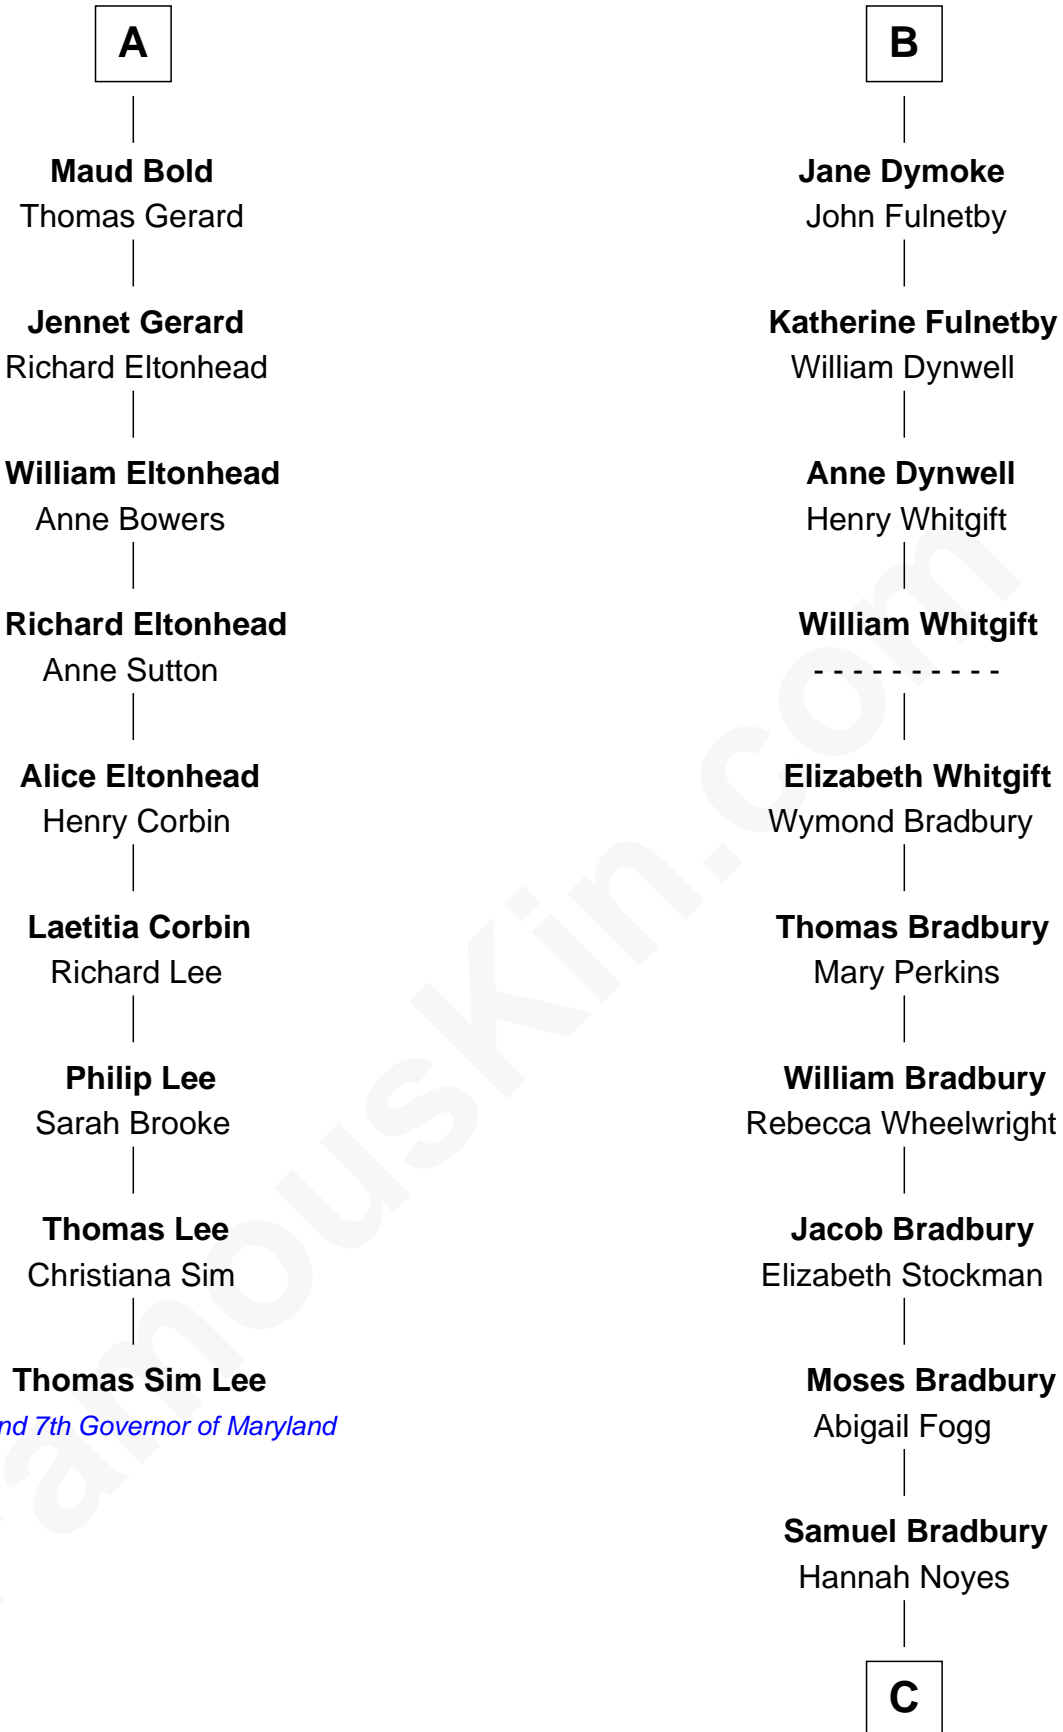 A
Maud Bold
Thomas Gerard
Jennet Gerard
Richard Eltonhead
William Eltonhead
Anne Bowers
Richard Eltonhead
Anne Sutton
Alice Eltonhead
Henry Corbin
Laetitia Corbin
Richard Lee
Philip Lee
Sarah Brooke
Thomas Lee
Christiana Sim
Thomas Sim Lee
nd 7th Governor of Maryland
B
Jane Dymoke
John Fulnetby
Katherine Fulnetby
William Dynwell
Anne Dynwell
Henry Whitgift
William Whitgift
- - - - - - - - - -
Elizabeth Whitgift
Wymond Bradbury
Thomas Bradbury
Mary Perkins
William Bradbury
Rebecca Wheelwright
Jacob Bradbury
Elizabeth Stockman
Moses Bradbury
Abigail Fogg
Samuel Bradbury
Hannah Noyes
C
FamousKin.com